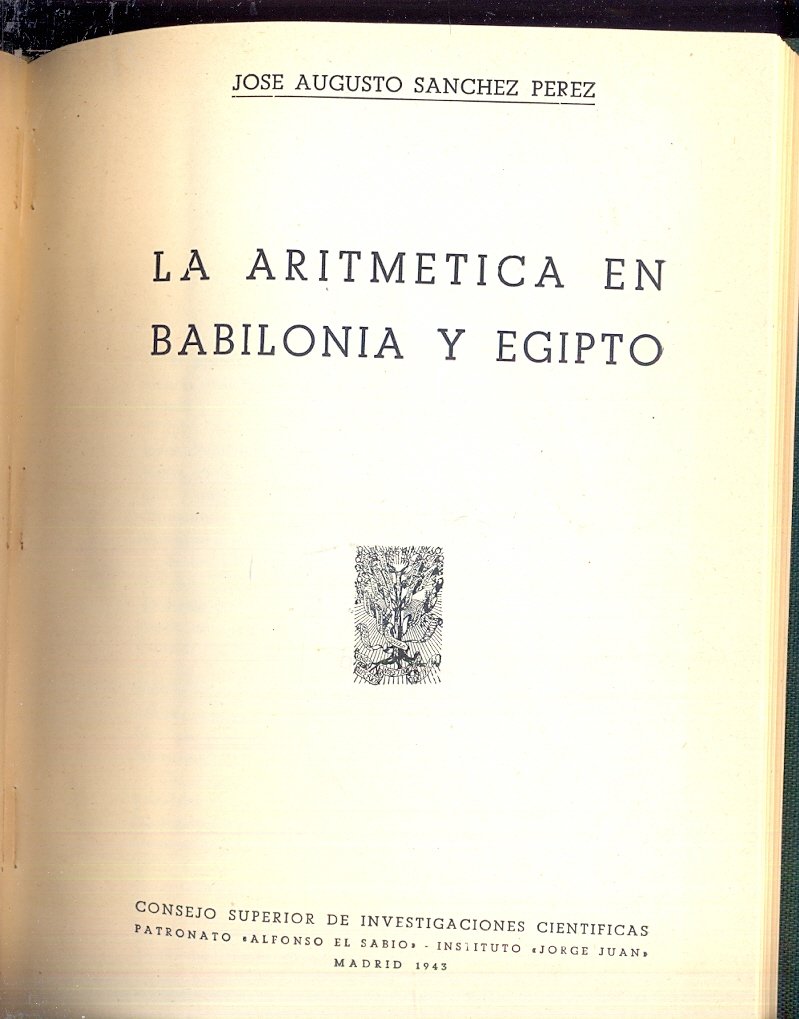 JOSE AUGUSTO SANCHEZ PEREZ
LA ARITMETICA EN
BABILONIA Y EGIPTO
CONSEJO SUPERIOR DE INVESTIGACIONES CIENTIFICAS
PATRONATO «ALFONSO EL SABIO» - INSTITUTO «JORGE JUAN»
MADRID 1943